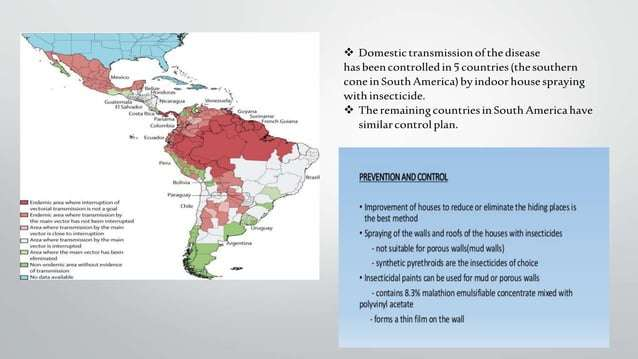 Mexico
Belize
Honduras
Guatemala
El Salvador
Nicaragua
Costa Rica
Panama
Venezuela
Guyana
Suriname
French Guiana
Colombia
Ecuador
Peru
Brazil
Bolivia
Paraguay
Chile
Uruguay
Argentina
Endemic area where interruption of
vectorial transmission is not a goal
Endemic area where transmission by
the main vector has not been interrupted
Area where transmission by the main
vector is close to interruption
Area where transmission by the main
vector is interrupted
Area where the main vector has been
eliminated
Non-endemic area without evidence
of transmission
No data available
❖ Domestic transmission of the disease
has been controlled in 5 countries (the southern
cone in South America) by indoor house spraying
with insecticide.
❖ The remaining countries in South America have
similar control plan.
PREVENTION AND CONTROL
• Improvement of houses to reduce or eliminate the hiding places is
the best method
• Spraying of the walls and roofs of the houses with insecticides
- not suitable for porous walls(mud walls)
- synthetic pyrethroids are the insecticides of choice
• Insecticidal paints can be used for mud or porous walls
- contains 8.3% malathion emulsifiable concentrate mixed with
polyvinyl acetate
- forms a thin film on the wall